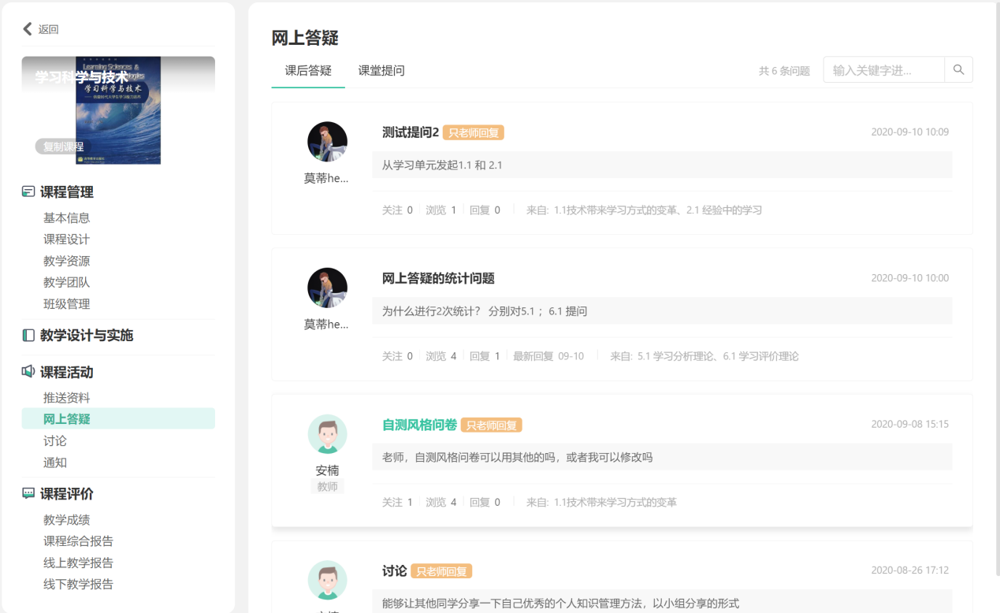 返回
Learning Sciences &
学习科学与技术
学习科学与技术
复制课程
课程管理
基本信息
课程设计
教学资源
教学团队
班级管理
教学设计与实施
课程活动
推送资料
网上答疑
讨论
通知
课程评价
教学成绩
课程综合报告
线上教学报告
线下教学报告
网上答疑
课后答疑 课堂提问 共 6 条问题 输入关键字进...
测试提问2 只老师回复 2020-09-10 10:09
从学习单元发起1.1 和 2.1
莫蒂he...
关注 0 浏览 1 回复 0 来自: 1.1技术带来学习方式的变革、2.1 经验中的学习
网上答疑的统计问题 2020-09-10 10:00
为什么进行2次统计？ 分别对5.1 ；6.1 提问
莫蒂he...
关注 0 浏览 4 回复 1 最新回复 09-10 来自: 5.1 学习分析理论、6.1 学习评价理论
自测风格问卷 只老师回复 2020-09-08 15:15
老师，自测风格问卷可以用其他的吗，或者我可以修改吗
安楠
教师
关注 1 浏览 4 回复 0 来自: 1.1技术带来学习方式的变革
讨论 只老师回复 2020-08-26 17:12
能够让其他同学分享一下自己优秀的个人知识管理方法，以小组分享的形式